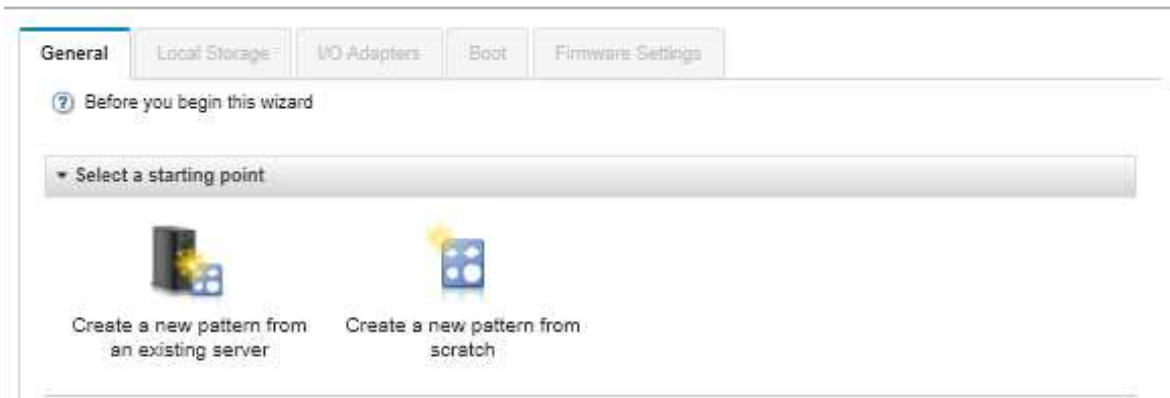 General
Local Storage
I/O Adapters
Boot
Firmware Settings
Before you begin this wizard
Select a starting point
Create a new pattern from
an existing server
Create a new pattern from
scratch